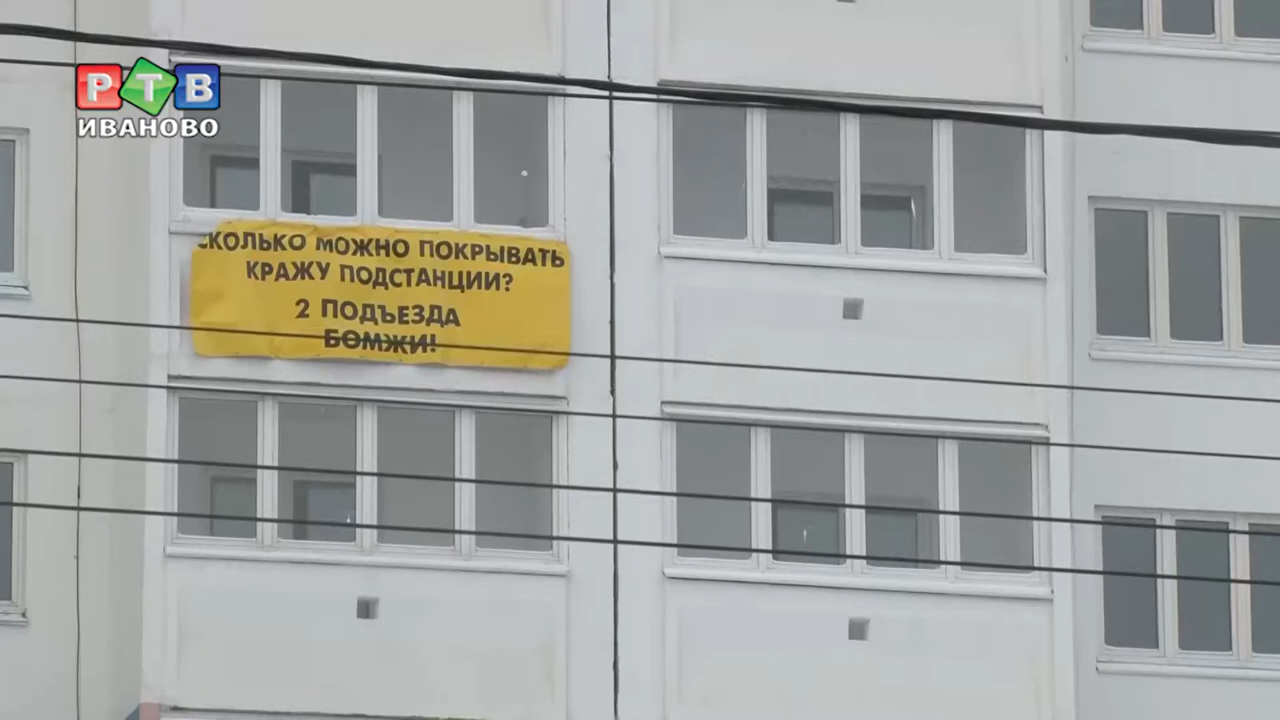 РТВ
ИВАНОВО
СКОЛЬКО МОЖНО ПОКРЫВАТЬ
КРАЖУ ПОДСТАНЦИИ?
2 ПОДЪЕЗДА
БОМЖИ!